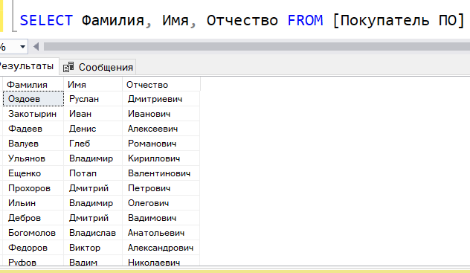 SELECT Фамилия, Имя, Отчество FROM [Покупатель ПО]
%
Результаты Сообщения
Фамилия Имя Отчество
Оздоев Руслан Дмитриевич
Закотырин Иван Иванович
Фадеев Денис Алексеевич
Валуев Глеб Романович
Ульянов Владимир Кириллович
Ещенко Потап Валентинович
Прохоров Дмитрий Петрович
Ильин Владимир Олегович
Дебров Дмитрий Вадимович
Богомолов Владислав Анатольевич
Федоров Виктор Александрович
Руфов Вадим Николаевич